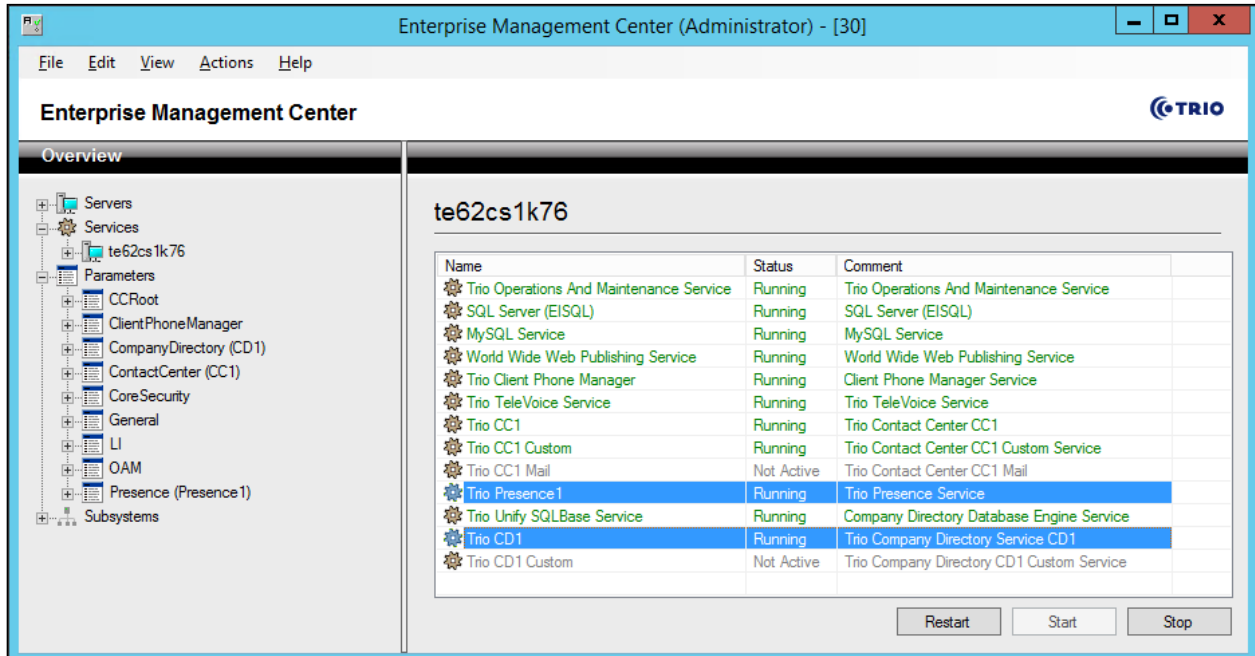 Enterprise Management Center (Administrator) - [30]
File Edit View Actions Help
Enterprise Management Center
TRIO
Overview
Servers
Services
te62cs1k76
Parameters
CCRoot
ClientPhoneManager
CompanyDirectory (CD1)
ContactCenter (CC1)
CoreSecurity
General
LI
OAM
Presence (Presence1)
Subsystems
te62cs1k76
Name Status Comment
Trio Operations And Maintenance Service Running Trio Operations And Maintenance Service
SQL Server (EISQL) Running SQL Server (EISQL)
MySQL Service Running MySQL Service
World Wide Web Publishing Service Running World Wide Web Publishing Service
Trio Client Phone Manager Running Client Phone Manager Service
Trio TeleVoice Service Running Trio TeleVoice Service
Trio CC1 Running Trio Contact Center CC1
Trio CC1 Custom Running Trio Contact Center CC1 Custom Service
Trio CC1 Mail Not Active Trio Contact Center CC1 Mail
Trio Presence1 Running Trio Presence Service
Trio Unify SQLBase Service Running Company Directory Database Engine Service
Trio CD1 Running Trio Company Directory Service CD1
Trio CD1 Custom Not Active Trio Company Directory CD1 Custom Service
Restart Start Stop